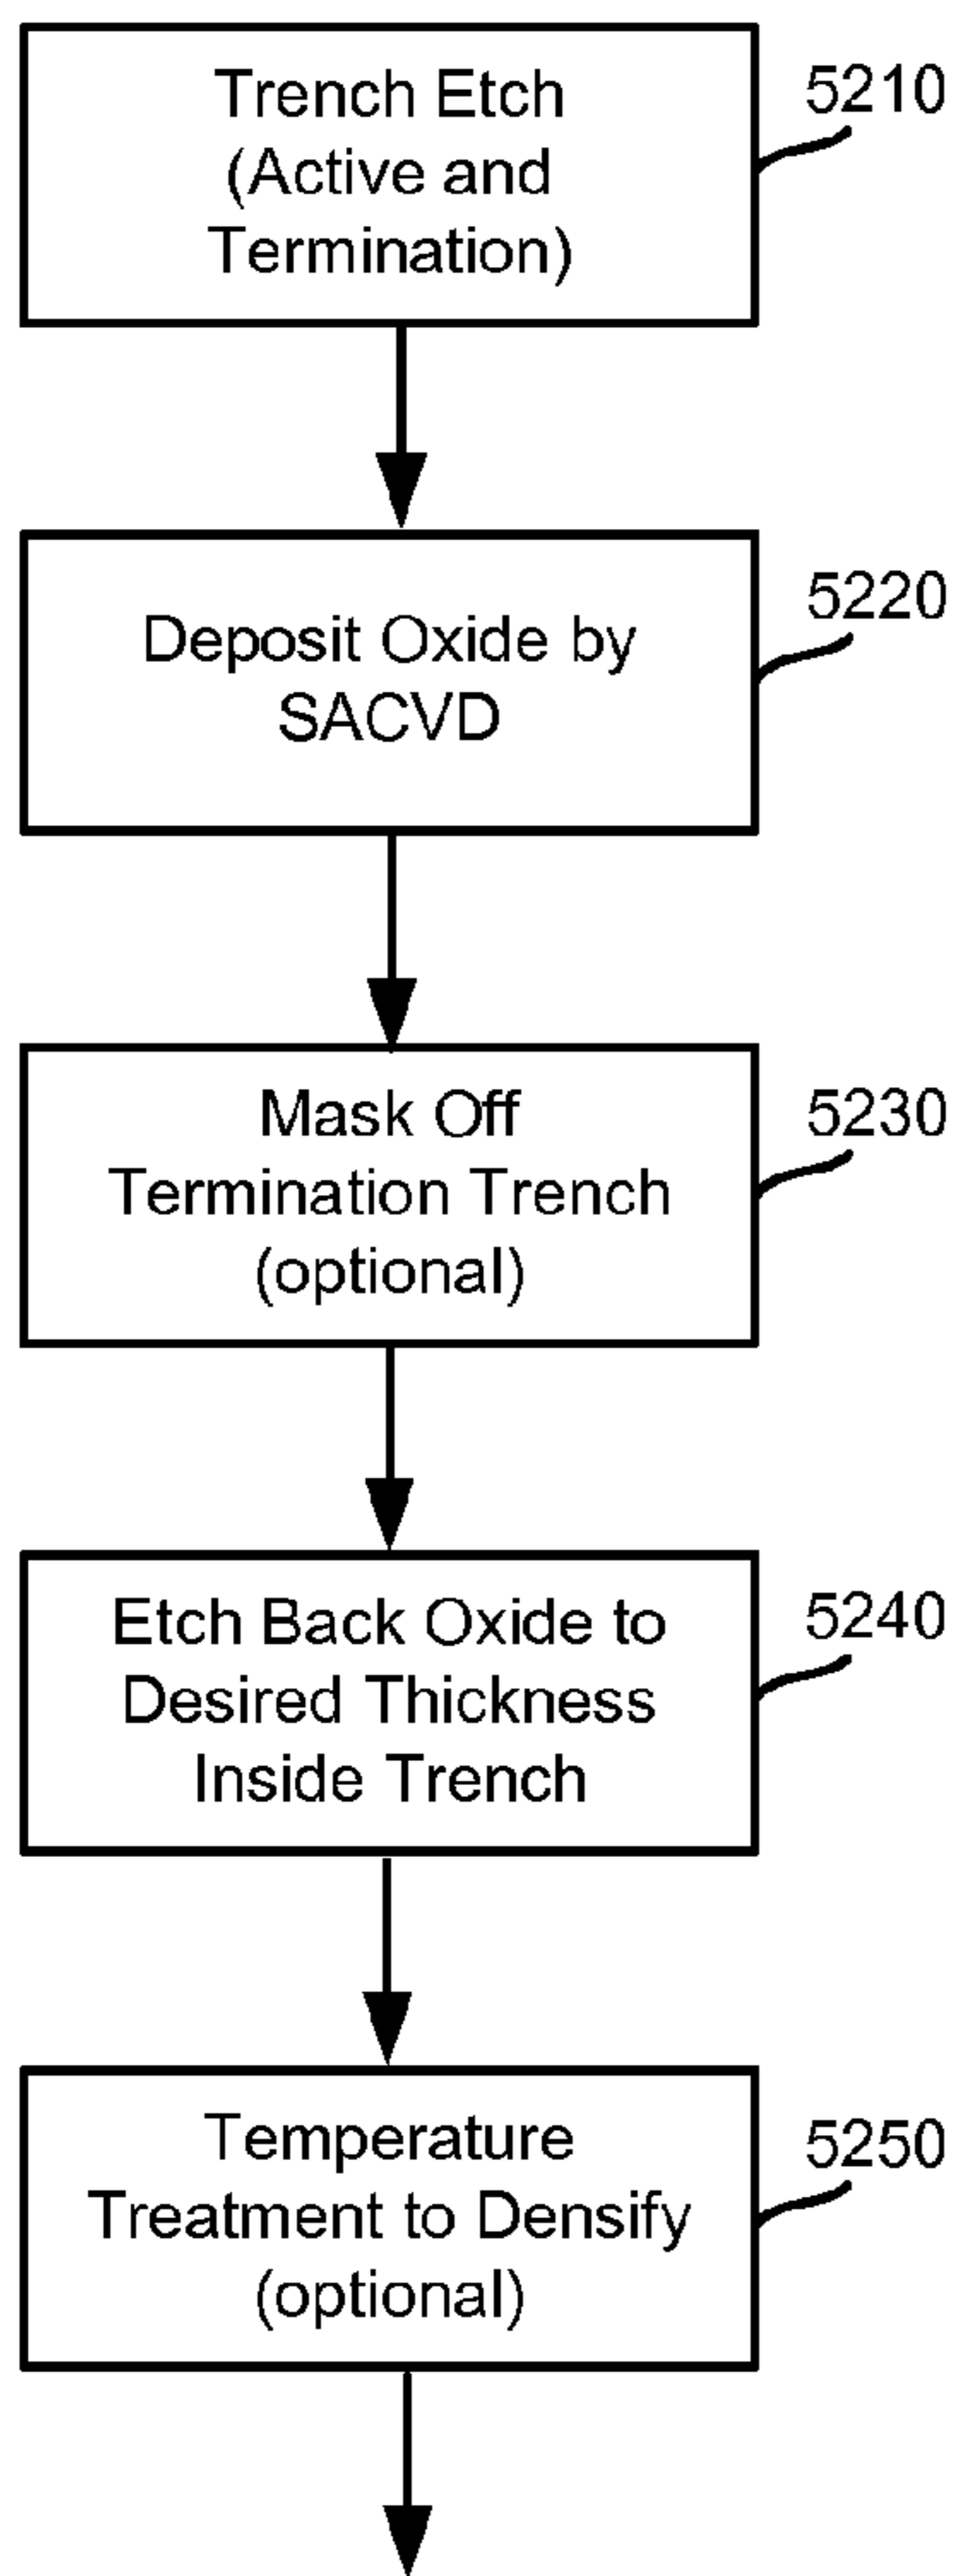 Trench Etch
(Active and
Termination)
5210
Deposit Oxide by
SACVD
5220
Mask Off
Termination Trench
(optional)
5230
Etch Back Oxide to
Desired Thickness
Inside Trench
5240
Temperature
Treatment to Densify
(optional)
5250